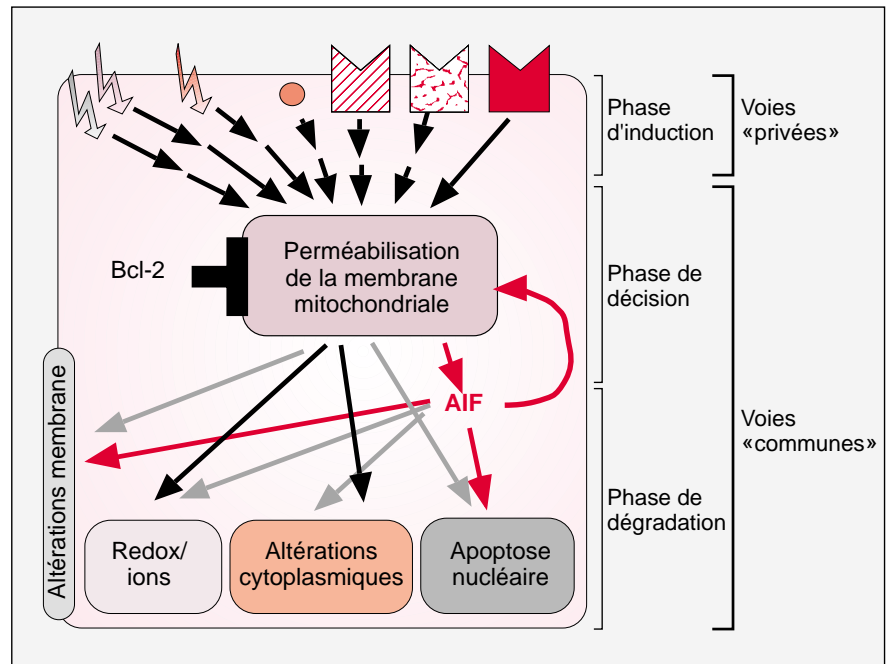 Phase
d'induction
Voies
«privées»
Bcl-2
Perméabilisation
de la membrane
mitochondriale
Phase de
décision
AIF
Voies
«communes»
Altérations membrane
Phase de
dégradation
Redox/
ions
Altérations
cytoplasmiques
Apoptose
nucléaire